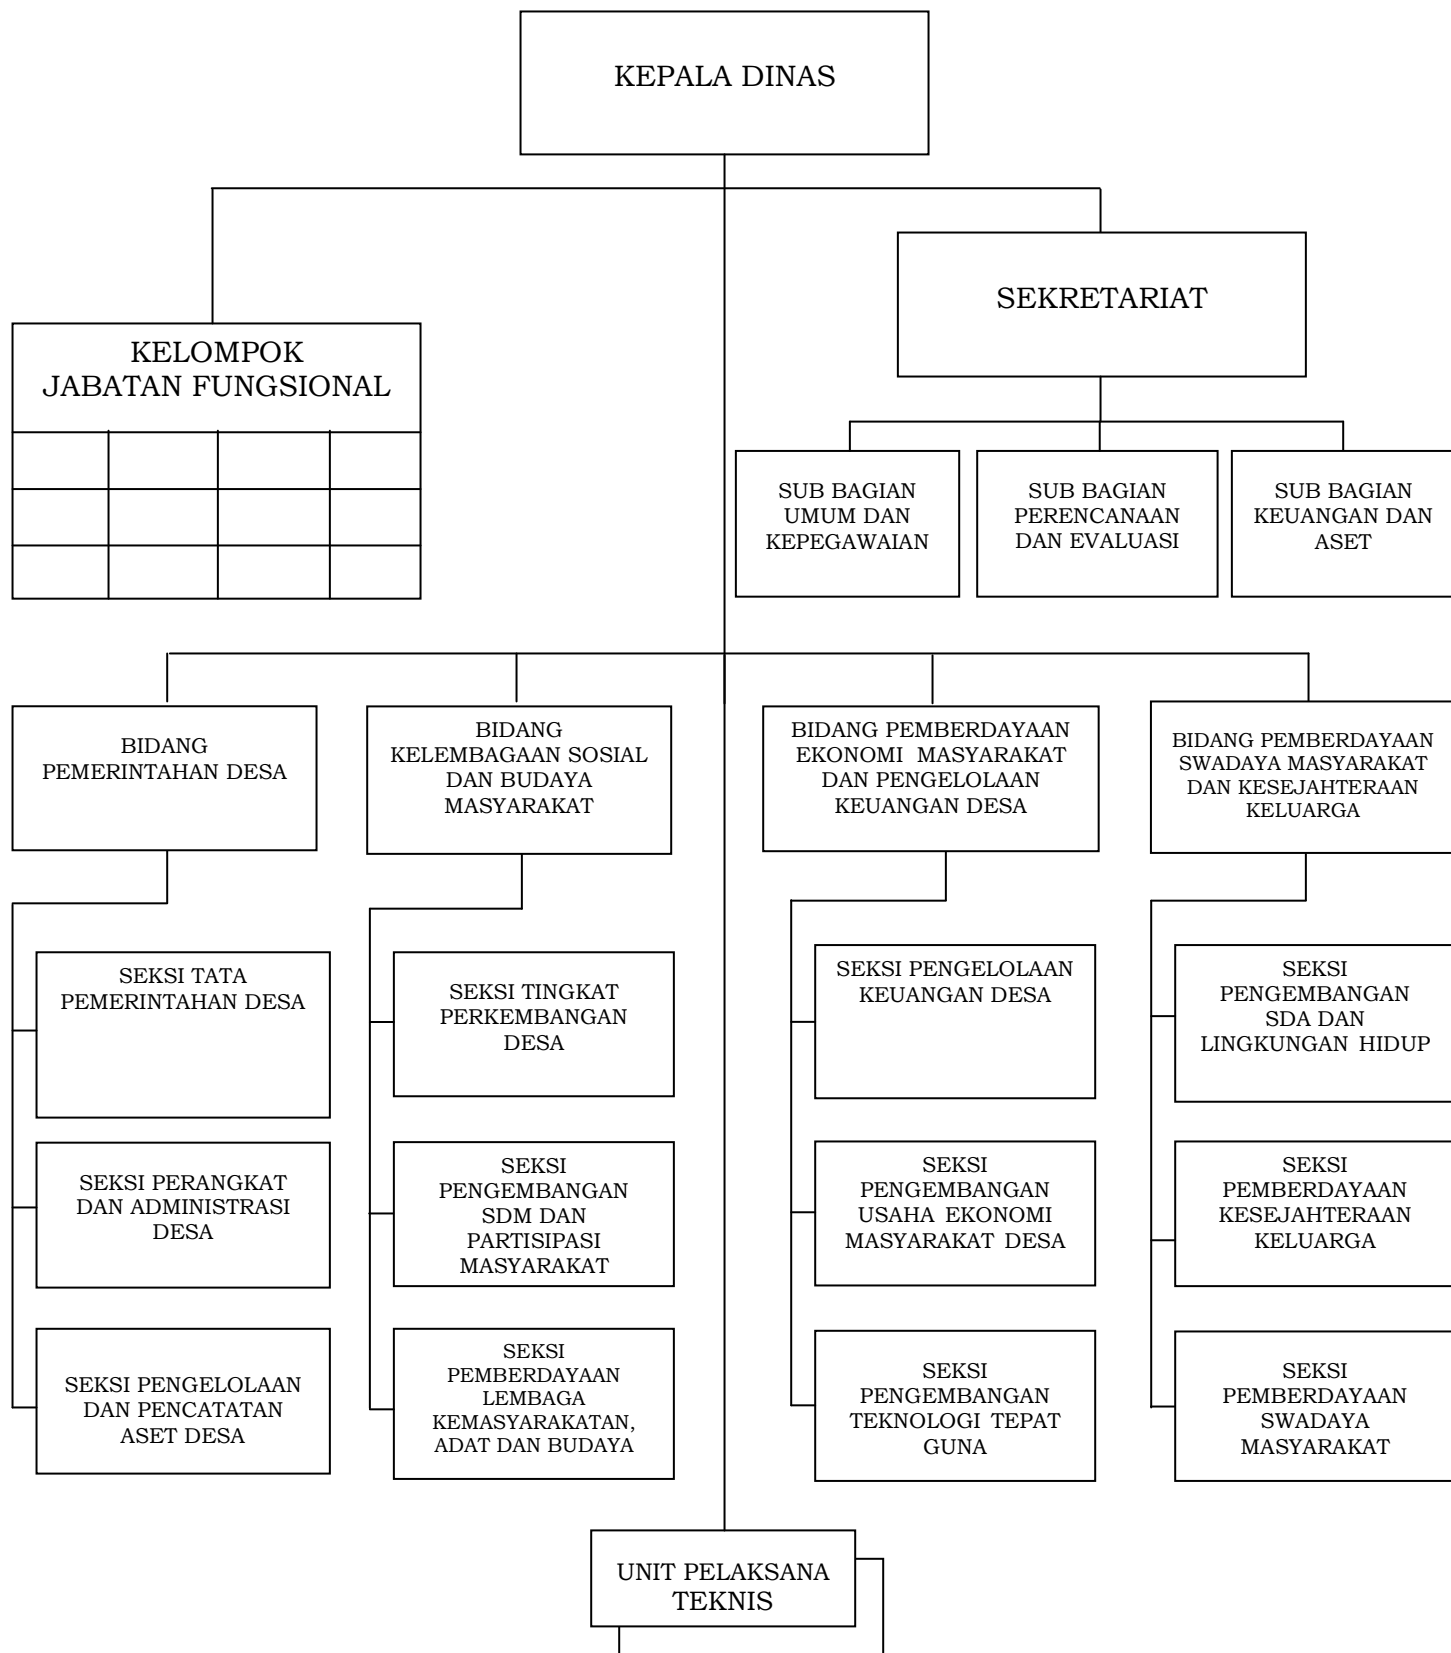 KEPALA DINAS
SEKRETARIAT
KELOMPOK
JABATAN FUNGSIONAL
SUB BAGIAN
UMUM DAN
KEPEGAWAIAN
SUB BAGIAN
PERENCANAAN
DAN EVALUASI
SUB BAGIAN
KEUANGAN DAN
ASET
BIDANG
PEMERINTAHAN DESA
BIDANG
KELEMBAGAAN SOSIAL
DAN BUDAYA
MASYARAKAT
BIDANG PEMBERDAYAAN
EKONOMI MASYARAKAT
DAN PENGELOLAAN
KEUANGAN DESA
BIDANG PEMBERDAYAAN
SWADAYA MASYARAKAT
DAN KESEJAHTERAAN
KELUARGA
SEKSI TATA
PEMERINTAHAN DESA
SEKSI TINGKAT
PERKEMBANGAN
DESA
SEKSI PENGELOLAAN
KEUANGAN DESA
SEKSI
PENGEMBANGAN
SDA DAN
LINGKUNGAN HIDUP
SEKSI PERANGKAT
DAN ADMINISTRASI
DESA
SEKSI
PENGEMBANGAN
SDM DAN
PARTISIPASI
MASYARAKAT
SEKSI
PENGEMBANGAN
USAHA EKONOMI
MASYARAKAT DESA
SEKSI
PEMBERDAYAAN
KESEJAHTERAAN
KELUARGA
SEKSI PENGELOLAAN
DAN PENCATATAN
ASET DESA
SEKSI
PEMBERDAYAAN
LEMBAGA
KEMASYARAKATAN,
ADAT DAN BUDAYA
SEKSI
PENGEMBANGAN
TEKNOLOGI TEPAT
GUNA
SEKSI
PEMBERDAYAAN
SWADAYA
MASYARAKAT
UNIT PELAKSANA
TEKNIS